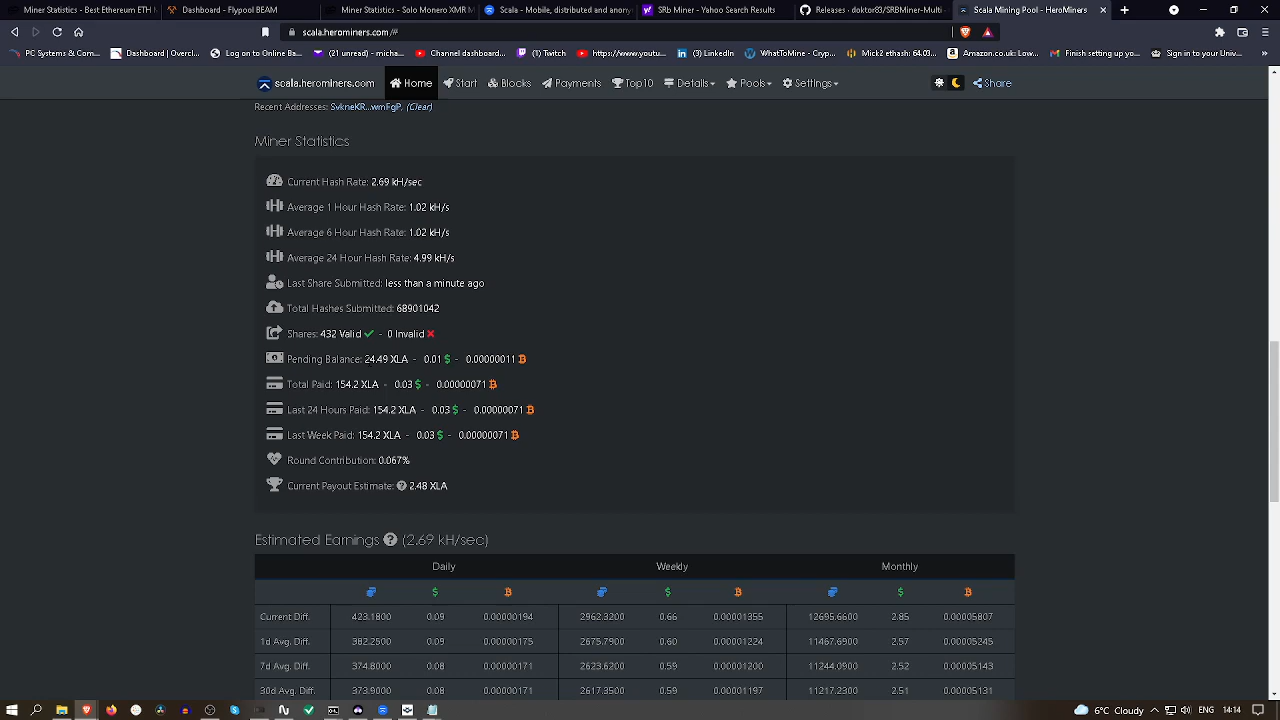 Miner Statistics - Best Ethereum ETH M
Dashboard - Flypool BEAM
Miner Statistics - Solo Monero XMR M
Scala - Mobile, distributed and anony
SRb Miner - Yahoo Search Results
Releases · doktor83/SRBMiner-Multi
Scala Mining Pool - HeroMiners
scala.herominers.com/#
PC Systems & Com...
Dashboard | Overcl...
Log on to Online Ba...
(21 unread) - micha...
Channel dashboard...
Twitch
https://www.youtu...
LinkedIn
WhatToMine - Cryp...
Mick2 ethash: 64.03...
Amazon.co.uk: Low...
Finish setting up yo...
Sign in to your Univ...
scala.herominers.com
Home
Start
Blocks
Payments
Top10
Details
Pools
Settings
Share
Recent Addresses: SvkneKR...wmFgP, (Clear)
Miner Statistics
Current Hash Rate: 2.69 kH/sec
Average 1 Hour Hash Rate: 1.02 kH/s
Average 6 Hour Hash Rate: 1.02 kH/s
Average 24 Hour Hash Rate: 4.99 kH/s
Last Share Submitted: less than a minute ago
Total Hashes Submitted: 68901042
Shares: 432 Valid - 0 Invalid
Pending Balance: 24.49 XLA - 0.01 $ - 0.00000011
Total Paid: 154.2 XLA - 0.03 $ - 0.00000071
Last 24 Hours Paid: 154.2 XLA - 0.03 $ - 0.00000071
Last Week Paid: 154.2 XLA - 0.03 $ - 0.00000071
Round Contribution: 0.067%
Current Payout Estimate: 2.48 XLA
Estimated Earnings (2.69 kH/sec)
Daily Weekly Monthly
$ $ $
Current Diff. 423.1800 0.09 0.00000194 2962.3200 0.66 0.00001355 12695.6600 2.85 0.00005807
1d Avg. Diff. 382.2500 0.09 0.00000175 2675.7900 0.60 0.00001224 11467.6900 2.57 0.00005245
7d Avg. Diff. 374.8000 0.08 0.00000171 2623.6200 0.59 0.00001200 11244.0900 2.52 0.00005143
30d Avg. Diff. 373.9000 0.08 0.00000171 2617.3500 0.59 0.00001197 11217.2300 2.51 0.00005131
6°C Cloudy
ENG
14:14